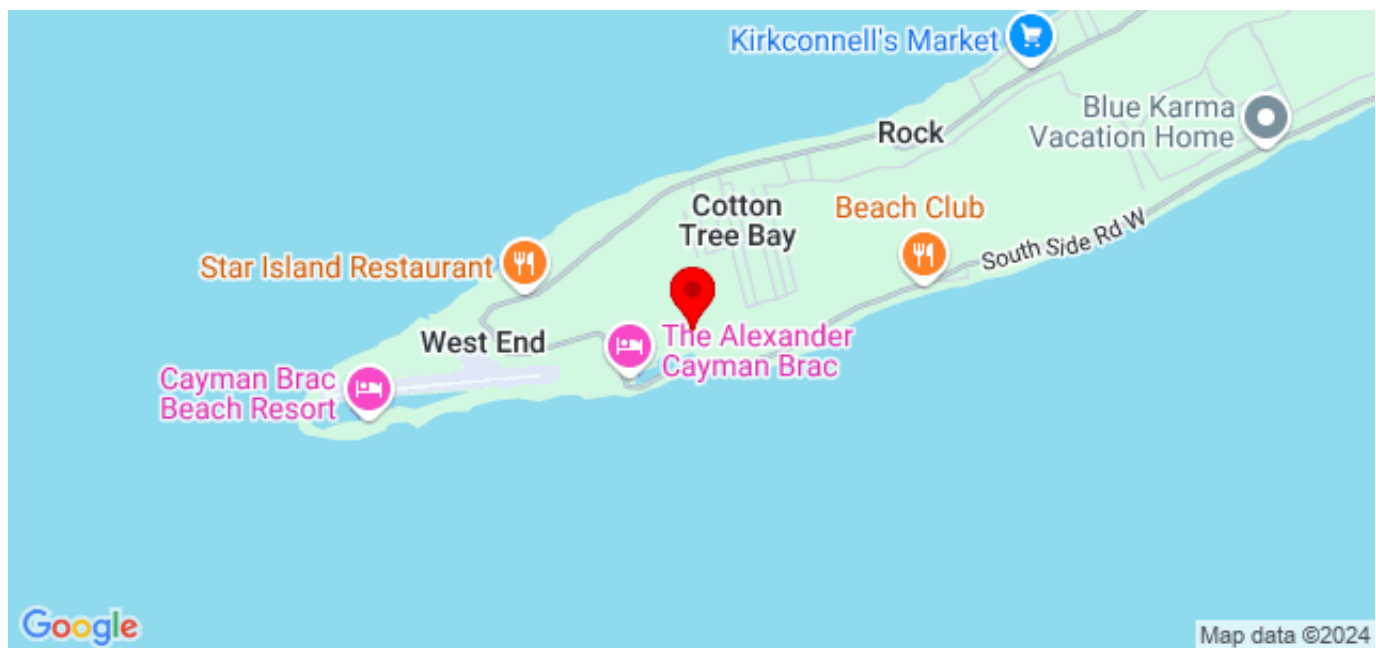 Kirkconnell's Market
Blue Karma
Vacation Home
Rock
Cotton
Tree Bay
Beach Club
South Side Rd W
Star Island Restaurant
West End
The Alexander
Cayman Brac
Cayman Brac
Beach Resort
Google
Map data ©2024